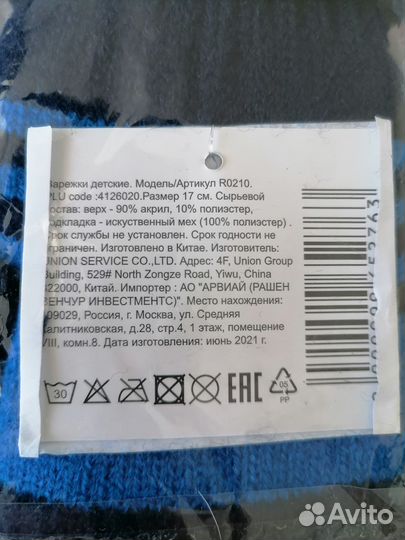 Варежки детские. Модель/Артикул R0210.
PLU code :4126020.Размер 17 см. Сырьевой
состав: верх - 90% акрил, 10% полиэстер,
подкладка - искуственный мех (100% полиэстер) .
Срок службы не установлен. Срок годности не
ограничен. Изготовлено в Китае. Изготовитель:
UNION SERVICE CO.,LTD. Адрес: 4F, Union Group
Building, 529# North Zongze Road, Yiwu, China
322000, Китай. Импортер : АО "АРВИАЙ (РАШЕН
ВЕНЧУР ИНВЕСТМЕНТС)". Место нахождения:
109029, Россия, г. Москва, ул. Средняя
Калитниковская, д.28, стр.4, 1 этаж, помещение
VIII, комн.8. Дата изготовления: июнь 2021 г.
30
EAC
05
PP
Avito